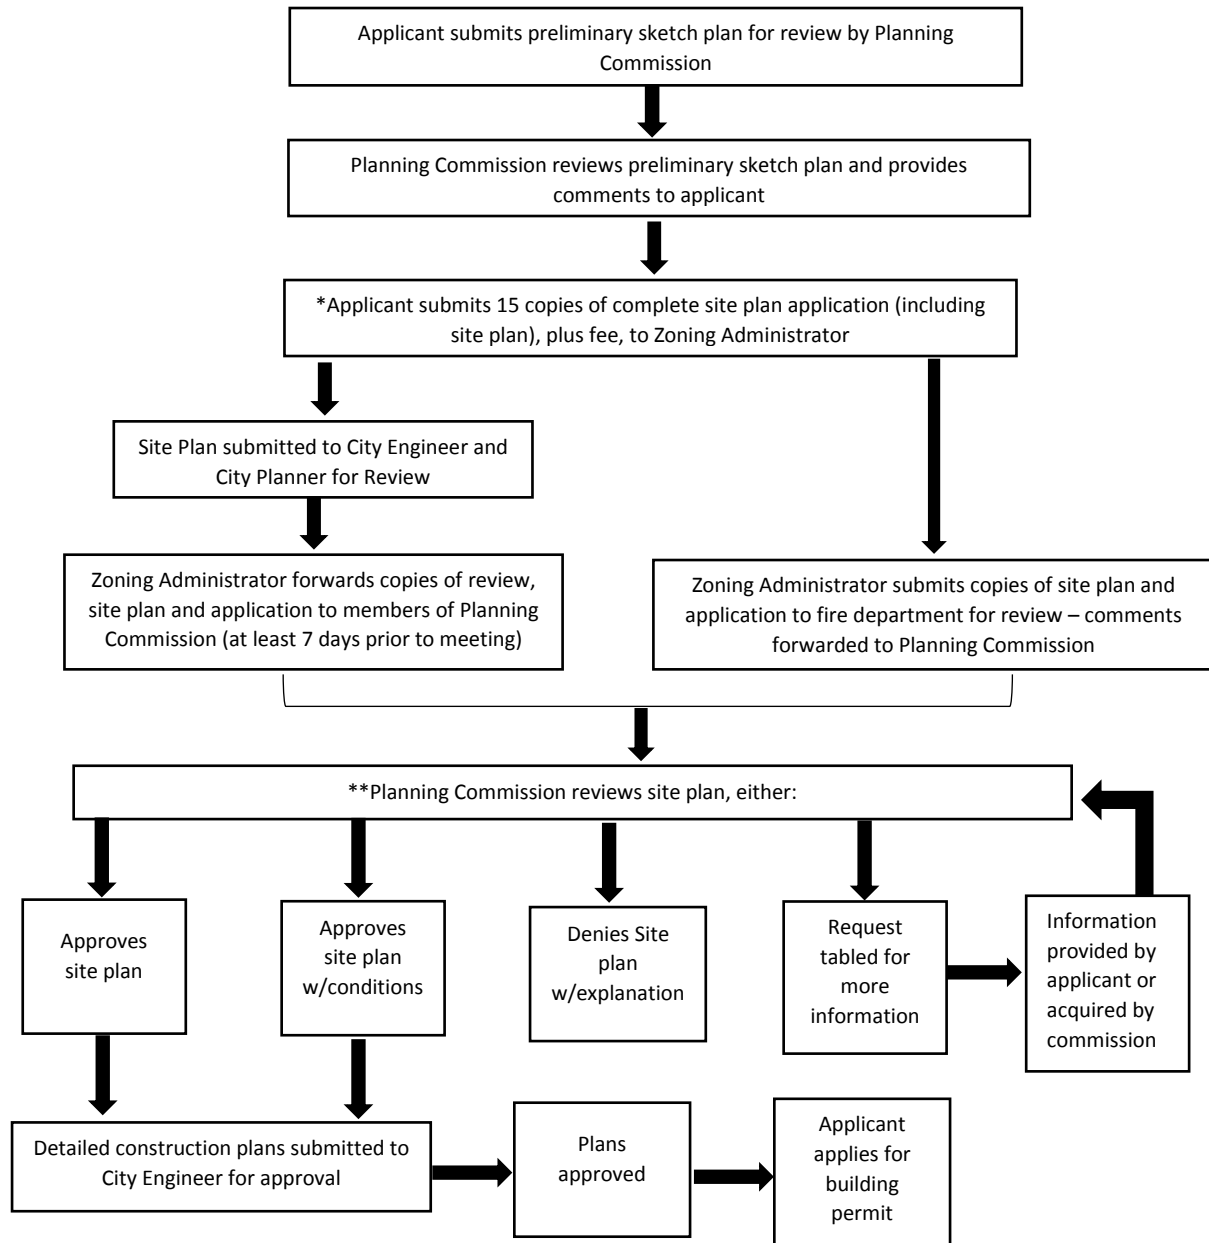 Applicant submits preliminary sketch plan for review by Planning
Commission
Planning Commission reviews preliminary sketch plan and provides
comments to applicant
*Applicant submits 15 copies of complete site plan application (including
site plan), plus fee, to Zoning Administrator
Site Plan submitted to City Engineer and
City Planner for Review
Zoning Administrator forwards copies of review,
site plan and application to members of Planning
Commission (at least 7 days prior to meeting)
Zoning Administrator submits copies of site plan and
application to fire department for review – comments
forwarded to Planning Commission
**Planning Commission reviews site plan, either:
Approves
site plan
Approves
site plan
w/conditions
Denies Site
plan
w/explanation
Request
tabled for
more
information
Information
provided by
applicant or
acquired by
commission
Detailed construction plans submitted to
City Engineer for approval
Plans
approved
Applicant
applies for
building
permit